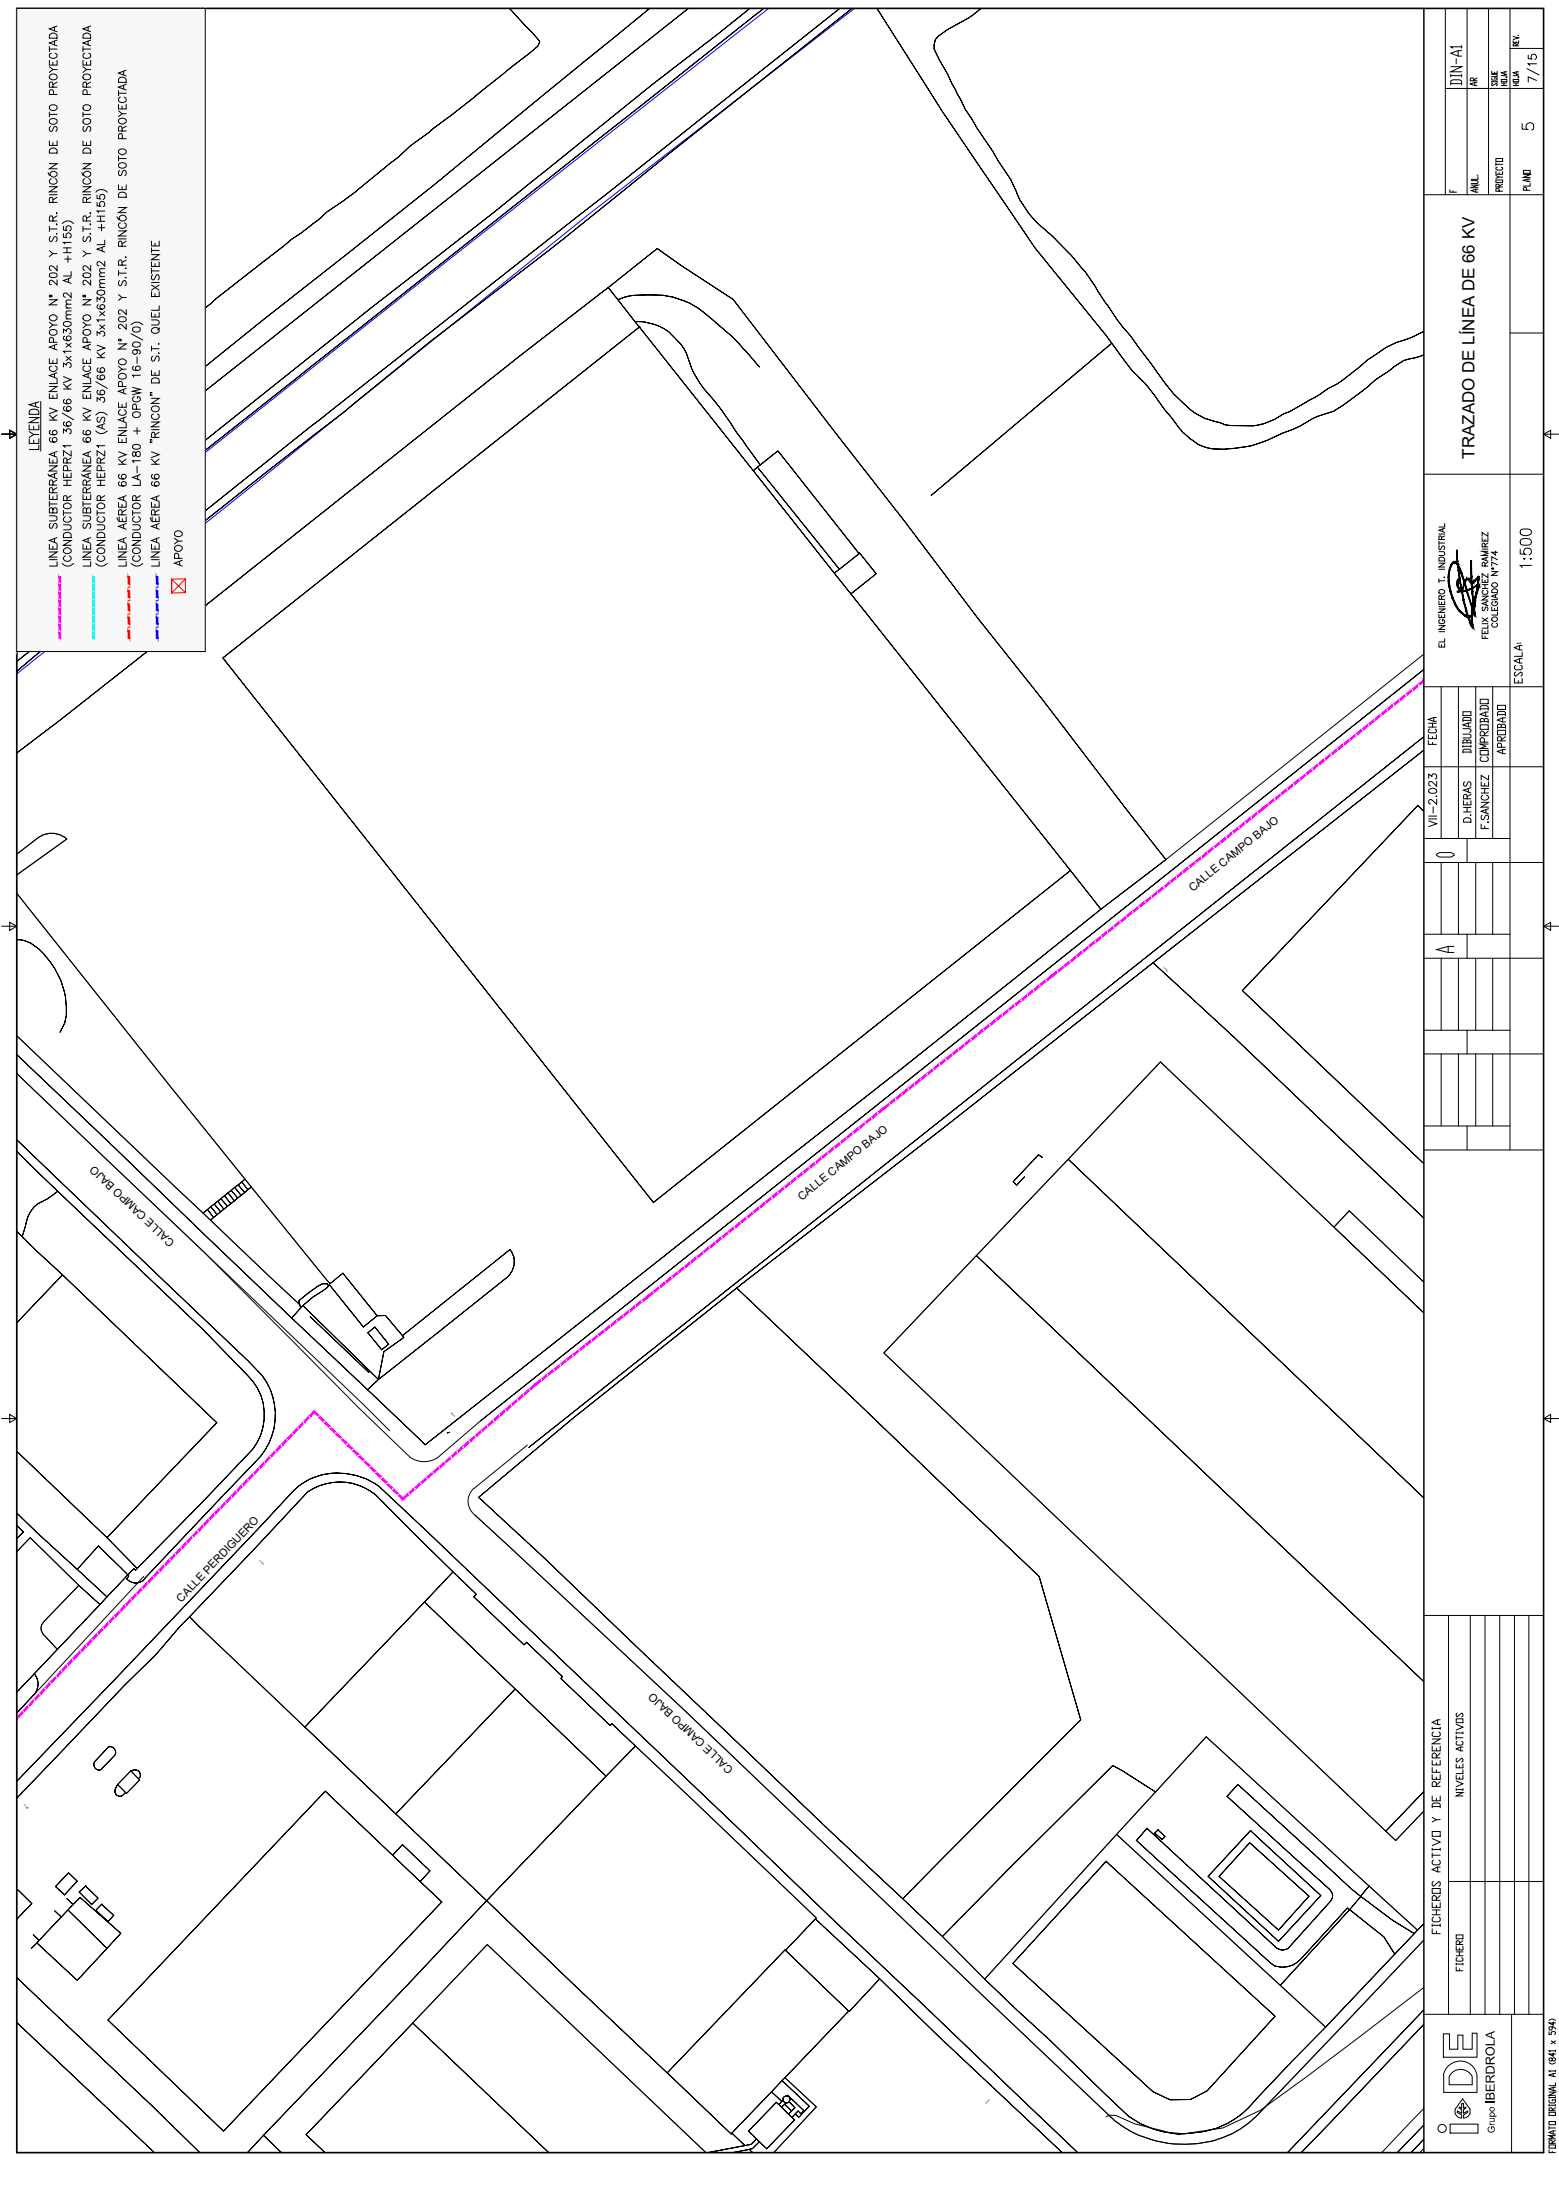 LEYENDA
LINEA SUBTERRÁNEA 66 KV ENLACE APOYO Nº 202 Y S.T.R. RINCÓN DE SOTO PROYECTADA
(CONDUCTOR HEPRZ1 36/66 KV 3x1x630mm2 AL +H155)
LINEA SUBTERRÁNEA 66 KV ENLACE APOYO Nº 202 Y S.T.R. RINCÓN DE SOTO PROYECTADA
(CONDUCTOR HEPRZ1 (AS) 36/66 KV 3x1x630mm2 AL +H155)
LINEA AÉREA 66 KV ENLACE APOYO Nº 202 Y S.T.R. RINCÓN DE SOTO PROYECTADA
(CONDUCTOR LA-180 + OPGW 16-90/0)
LINEA AÉREA 66 KV "RINCON" DE S.T. QUEL EXISTENTE
APOYO
CALLE CAMPO BAJO
CALLE PERDIGUERO
CALLE CAMPO BAJO
CALLE CAMPO BAJO
CALLE CAMPO BAJO
i DE
Grupo IBERDROLA
FICHEROS ACTIVO Y DE REFERENCIA
FICHERO
NIVELES ACTIVOS
A
0
VII-2.023
FECHA
D.HERAS
DIBUJADO
F.SANCHEZ
COMPROBADO
APROBADO
EL INGENIERO T. INDUSTRIAL
FELIX SANCHEZ RAMIREZ
COLEGIADO Nº774
ESCALA:
1:500
TRAZADO DE LÍNEA DE 66 KV
F
DIN-A1
ANUL.
AR
PROYECTO
SIGUE
HOJA
PLANO
5
HOJA
7/15
REV.
FORMATO ORIGINAL A1 (841 x 594)